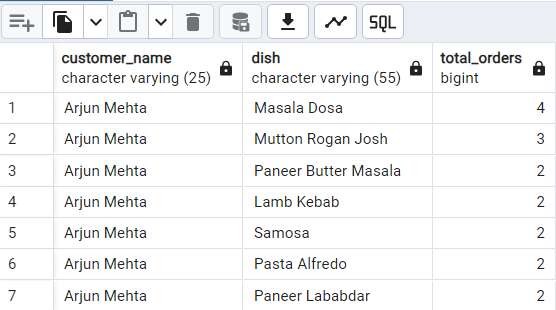 SQL
customer_name dish total_orders
character varying (25) character varying (55) bigint
1 Arjun Mehta Masala Dosa 4
2 Arjun Mehta Mutton Rogan Josh 3
3 Arjun Mehta Paneer Butter Masala 2
4 Arjun Mehta Lamb Kebab 2
5 Arjun Mehta Samosa 2
6 Arjun Mehta Pasta Alfredo 2
7 Arjun Mehta Paneer Lababdar 2